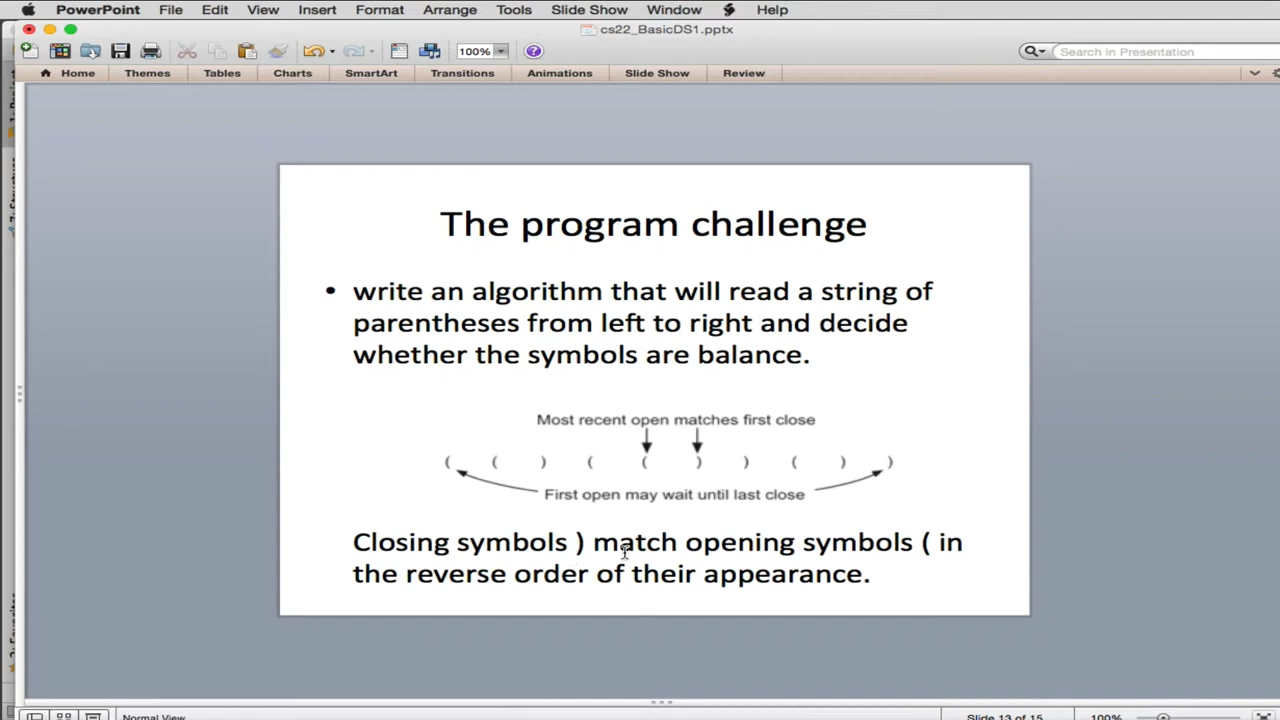 PowerPoint File Edit View Insert Format Arrange Tools Slide Show Window Help
cs22_BasicDS1.pptx
100% Search in Presentation
Home Themes Tables Charts SmartArt Transitions Animations Slide Show Review
The program challenge
• write an algorithm that will read a string of
parentheses from left to right and decide
whether the symbols are balance.
Most recent open matches first close
( ( ) ( ( ) ) ( ) )
First open may wait until last close
Closing symbols ) match opening symbols ( in
the reverse order of their appearance.
Normal View Slide 13 of 15 100%